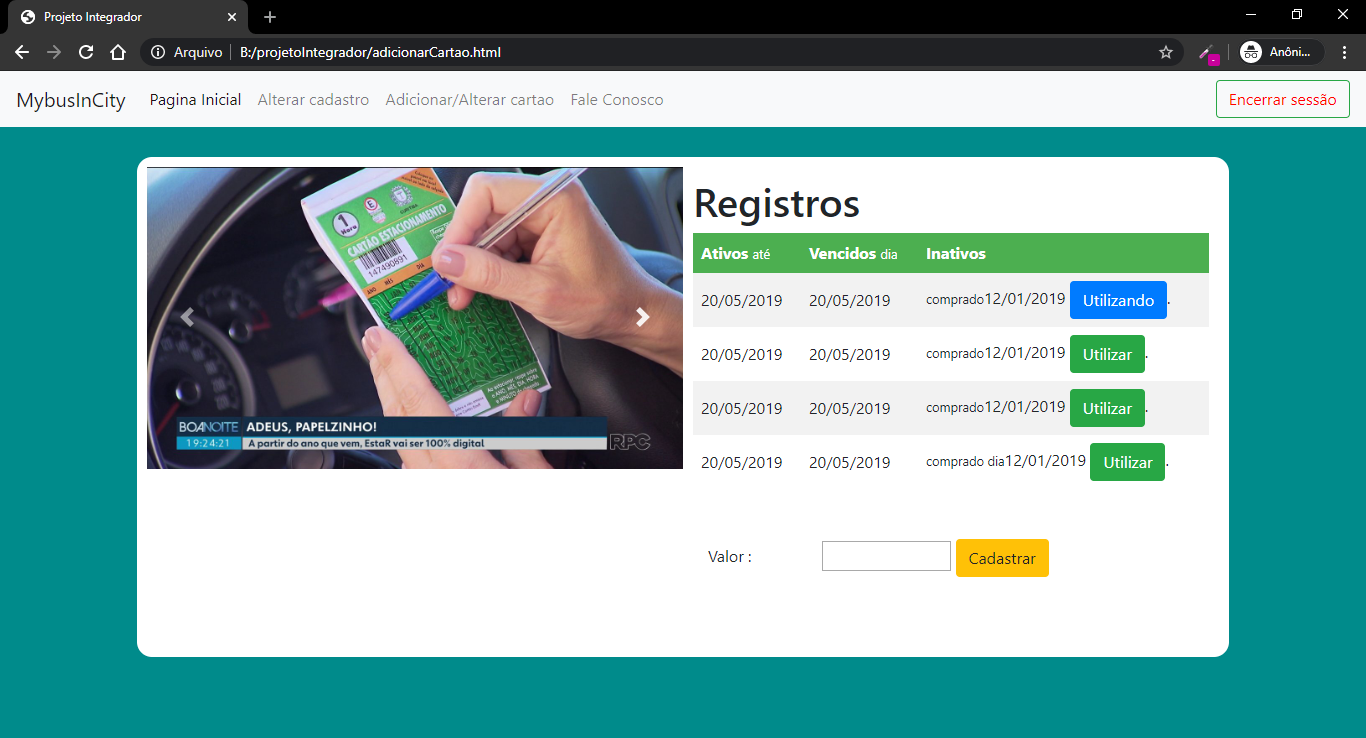 Projeto Integrador
Arquivo B:/projetoIntegrador/adicionarCartao.html Anôni...
MybusInCity Pagina Inicial Alterar cadastro Adicionar/Alterar cartao Fale Conosco Encerrar sessão
1
Hora
E
CURITIBA
CARTÃO ESTACIONAMENTO
147490891
ANO MÊS DIA
BOA NOITE ADEUS, PAPELZINHO!
19:24:21 A partir do ano que vem, EstaR vai ser 100% digital
RPC
Registros
Ativos até Vencidos dia Inativos
20/05/2019 20/05/2019 comprado12/01/2019 Utilizando.
20/05/2019 20/05/2019 comprado12/01/2019 Utilizar.
20/05/2019 20/05/2019 comprado12/01/2019 Utilizar.
20/05/2019 20/05/2019 comprado dia12/01/2019 Utilizar.
Valor : Cadastrar